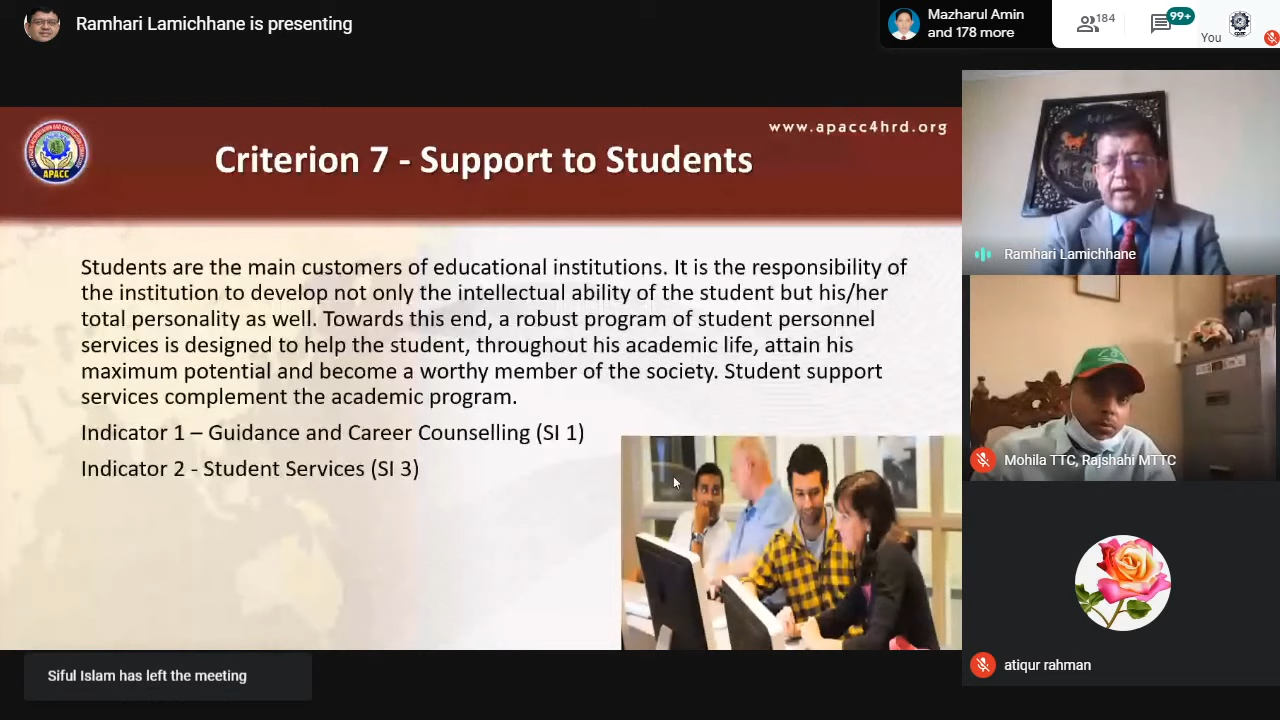 Ramhari Lamichhane is presenting
Mazharul Amin
and 178 more
184
99+
You
www.apacc4hrd.org
APACC
Criterion 7 - Support to Students
Students are the main customers of educational institutions. It is the responsibility of
the institution to develop not only the intellectual ability of the student but his/her
total personality as well. Towards this end, a robust program of student personnel
services is designed to help the student, throughout his academic life, attain his
maximum potential and become a worthy member of the society. Student support
services complement the academic program.
Indicator 1 – Guidance and Career Counselling (SI 1)
Indicator 2 - Student Services (SI 3)
Ramhari Lamichhane
Mohila TTC, Rajshahi MTTC
atiqur rahman
Siful Islam has left the meeting